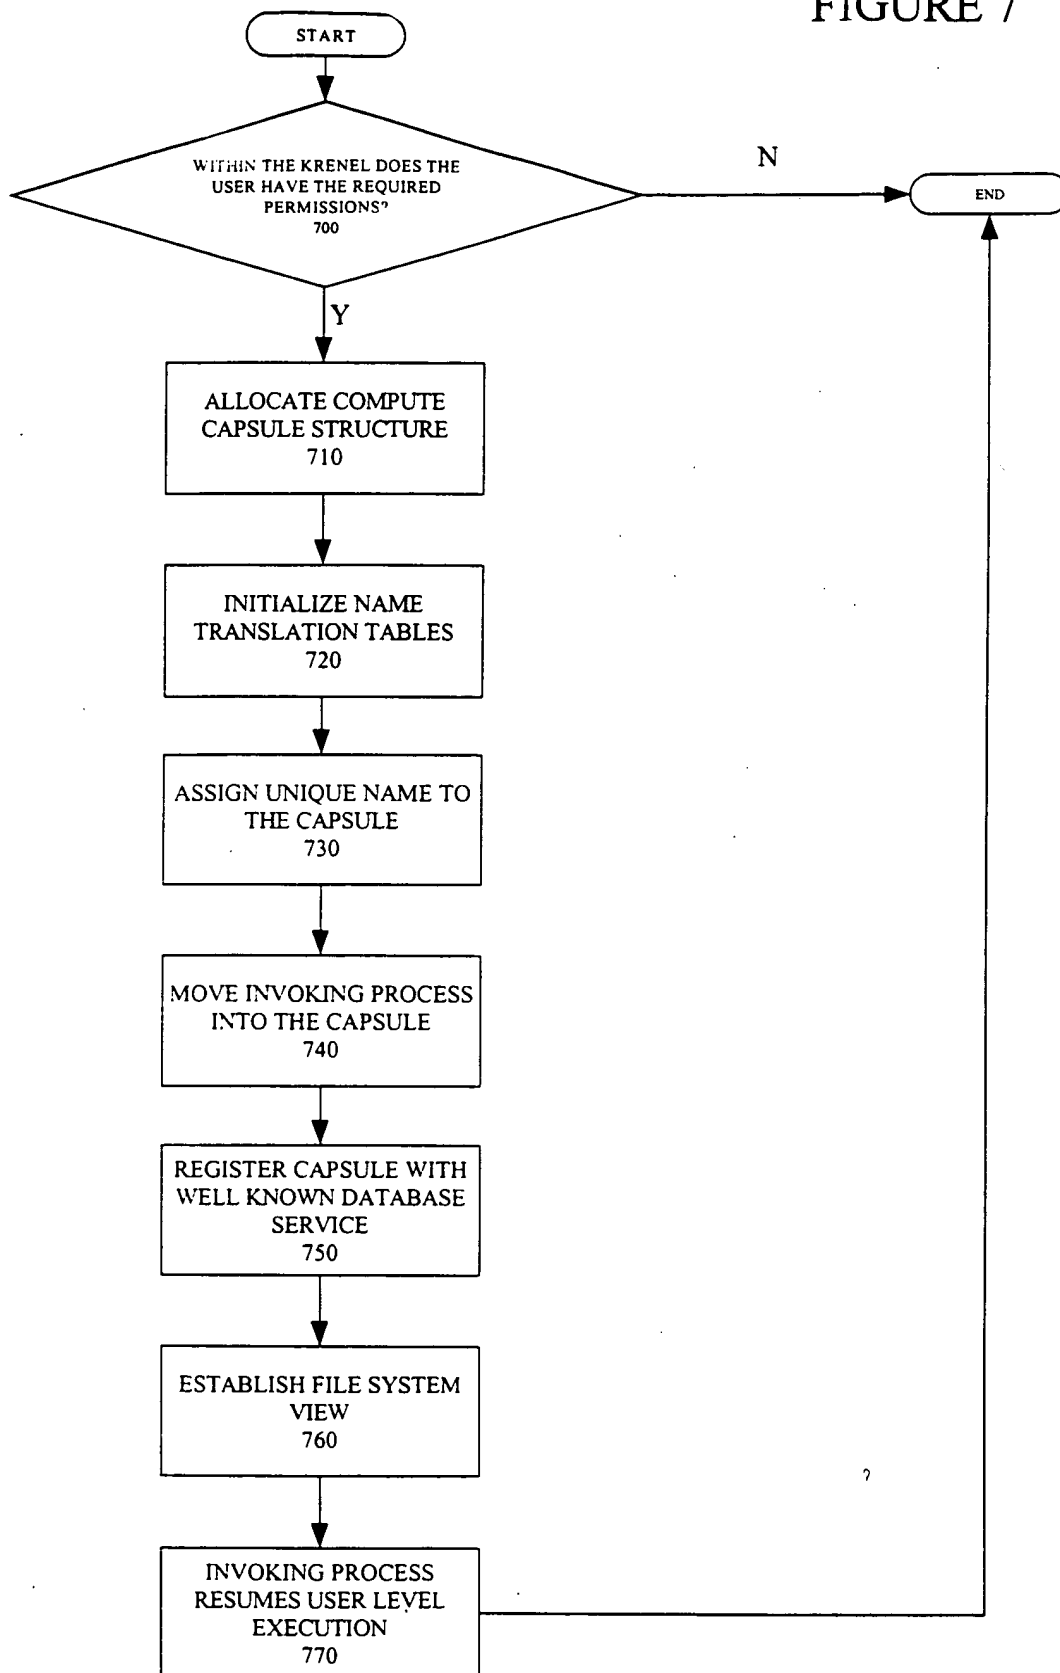 FIGURE 7
START
WITHIN THE KRENEL DOES THE
USER HAVE THE REQUIRED
PERMISSIONS?
700
N
END
Y
ALLOCATE COMPUTE
CAPSULE STRUCTURE
710
INITIALIZE NAME
TRANSLATION TABLES
720
ASSIGN UNIQUE NAME TO
THE CAPSULE
730
MOVE INVOKING PROCESS
INTO THE CAPSULE
740
REGISTER CAPSULE WITH
WELL KNOWN DATABASE
SERVICE
750
ESTABLISH FILE SYSTEM
VIEW
760
INVOKING PROCESS
RESUMES USER LEVEL
EXECUTION
770